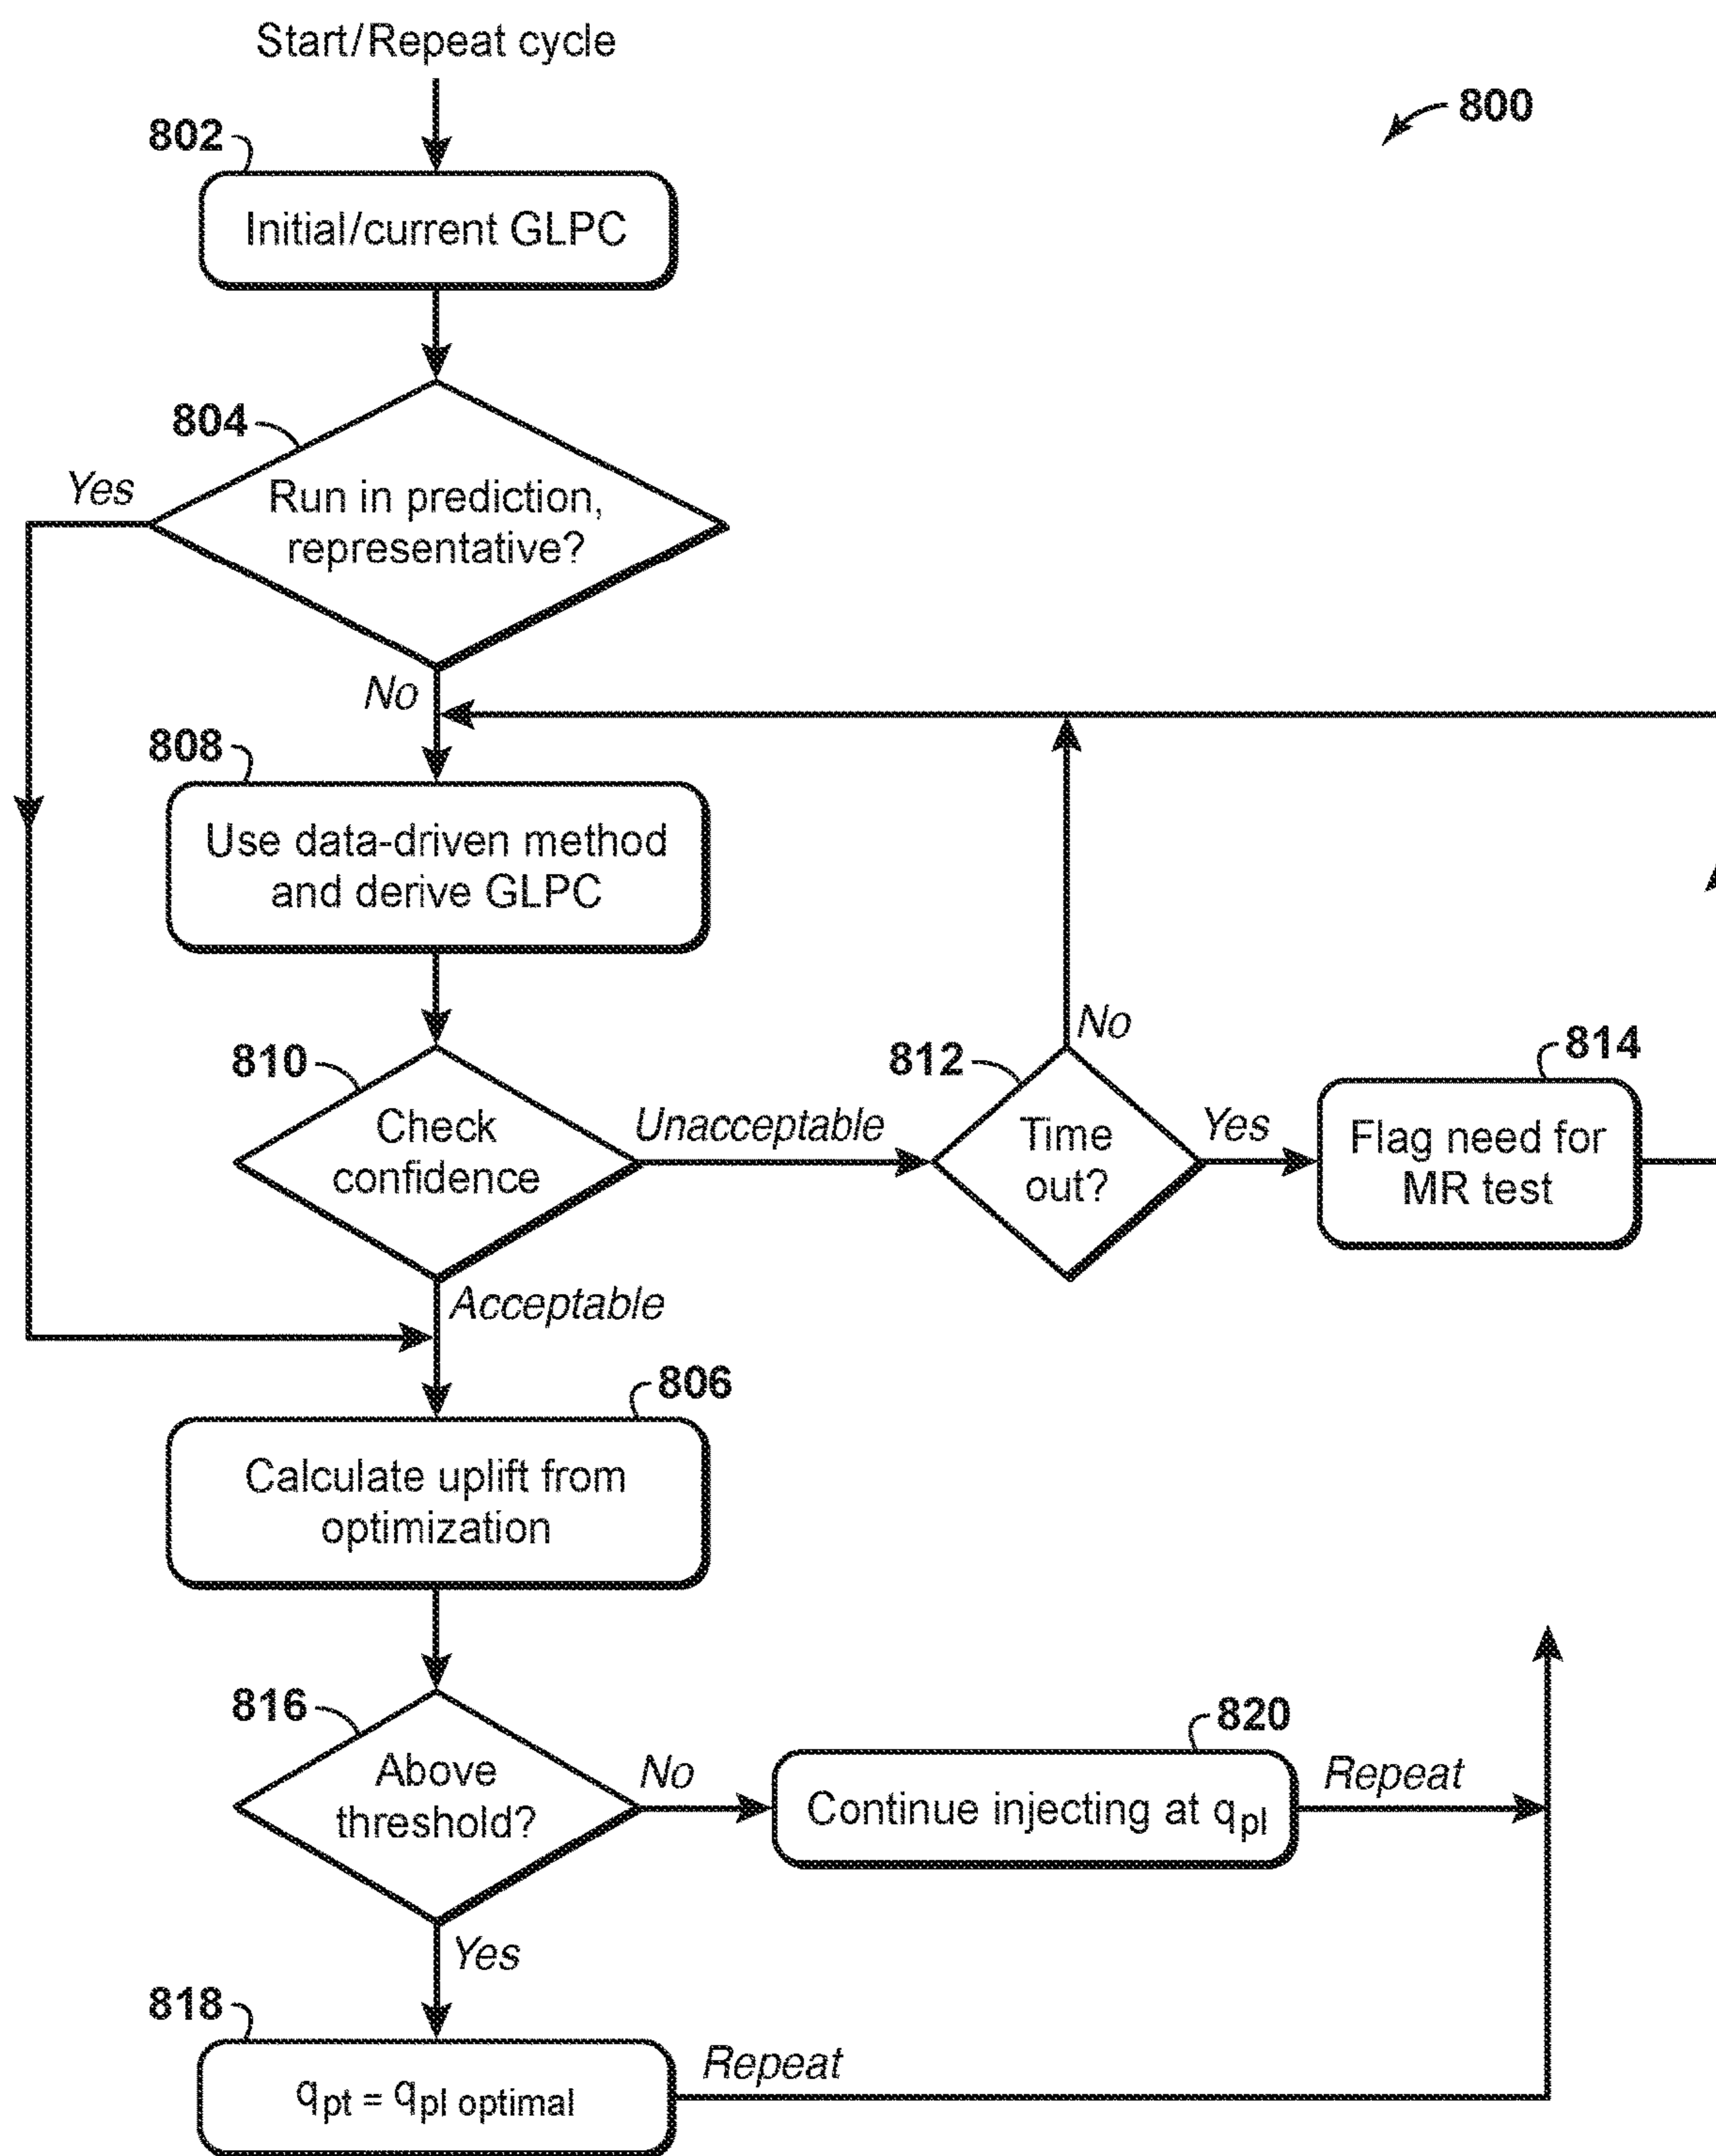 Start/Repeat cycle
800
802
Initial/current GLPC
804
Yes
Run in prediction,
representative?
No
808
Use data-driven method
and derive GLPC
810
Check
confidence
Unacceptable
812
No
Time
out?
Yes
814
Flag need for
MR test
Acceptable
806
Calculate uplift from
optimization
816
Above
threshold?
No
820
Continue injecting at qpl
Repeat
Yes
818
qpt = qpl optimal
Repeat